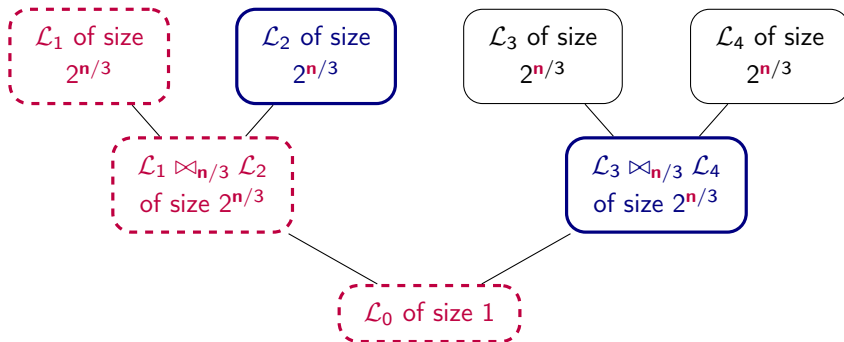 ℒ₁ of size
2^{n/3}
ℒ₂ of size
2^{n/3}
ℒ₃ of size
2^{n/3}
ℒ₄ of size
2^{n/3}
ℒ₁ ⋈_{n/3} ℒ₂
of size 2^{n/3}
ℒ₃ ⋈_{n/3} ℒ₄
of size 2^{n/3}
ℒ₀ of size 1